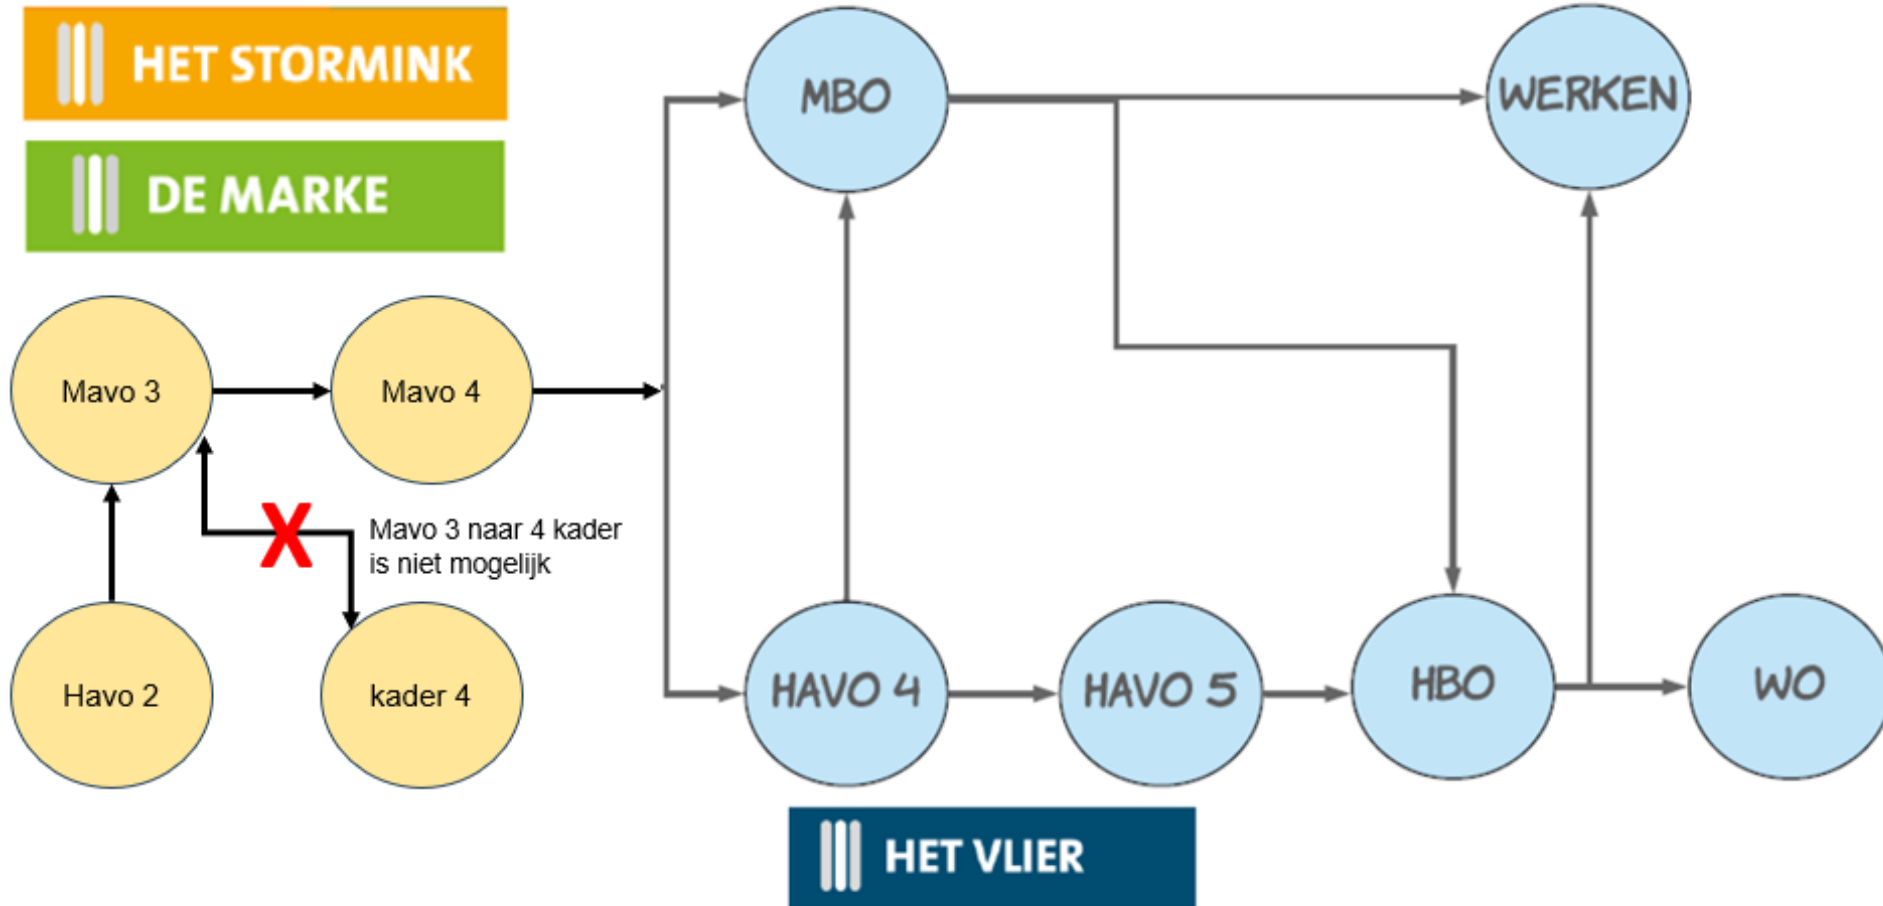 HET STORMINK
DE MARKE
MBO
WERKEN
Mavo 3
Mavo 4
Mavo 3 naar 4 kader
is niet mogelijk
X
Havo 2
kader 4
HAVO 4
HAVO 5
HBO
WO
HET VLIER